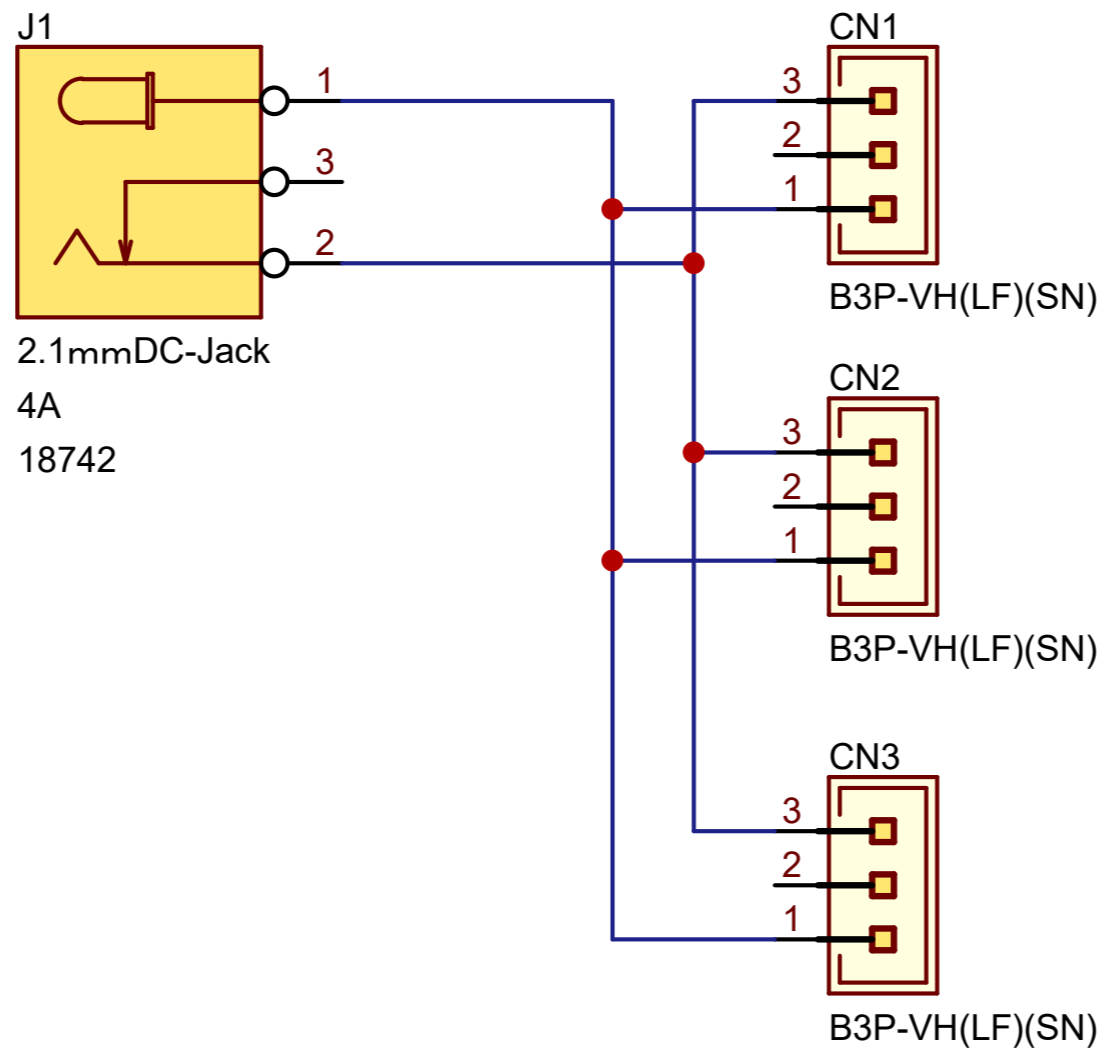 J1
1
3
2
2.1mmDC-Jack
4A
18742
CN1
3
2
1
B3P-VH(LF)(SN)
CN2
3
2
1
B3P-VH(LF)(SN)
CN3
3
2
1
B3P-VH(LF)(SN)